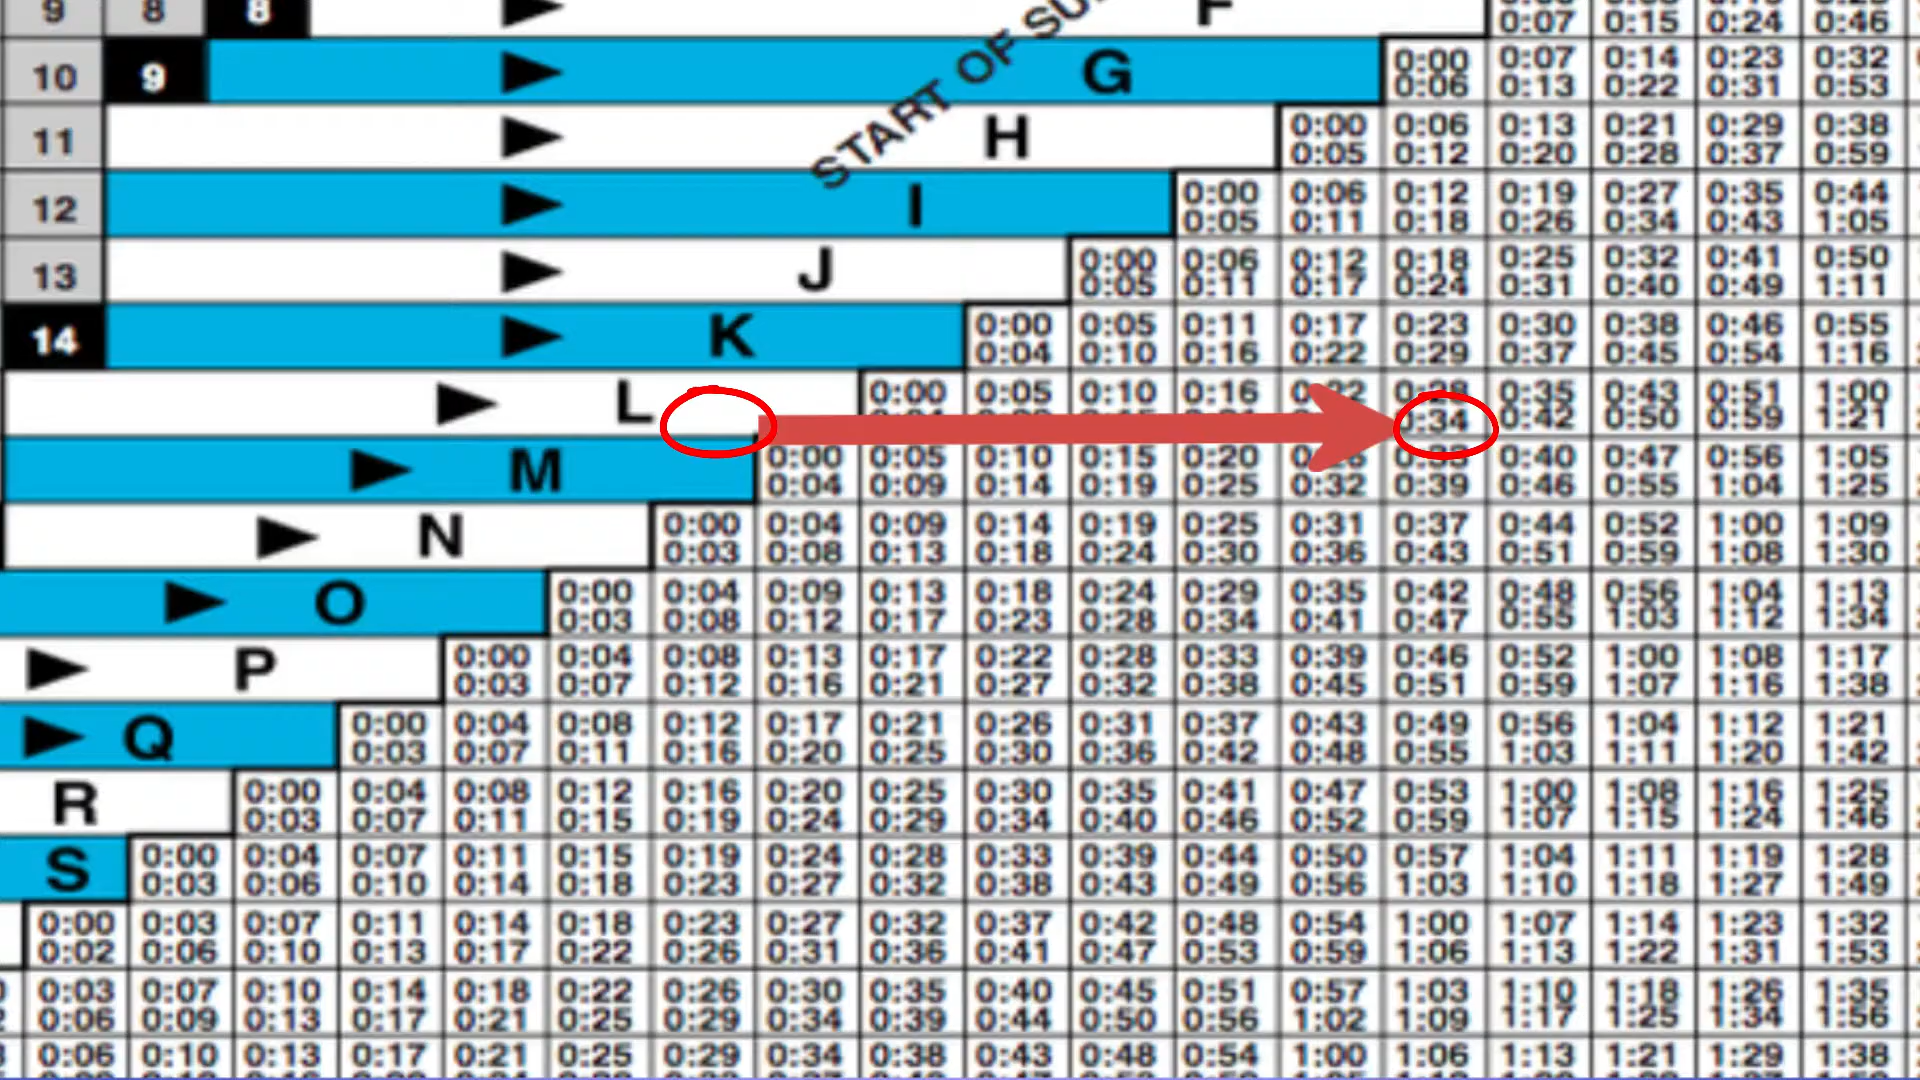 9 8 8 F 0:07 0:15 0:24 0:46
START OF
10 9 G 0:00 0:07 0:14 0:23 0:32
0:06 0:13 0:22 0:31 0:53
11 H 0:00 0:06 0:13 0:21 0:29 0:38
0:05 0:12 0:20 0:28 0:37 0:59
12 I 0:00 0:06 0:12 0:19 0:27 0:35 0:44
0:05 0:11 0:18 0:26 0:34 0:43 1:05
13 J 0:00 0:06 0:12 0:18 0:25 0:32 0:41 0:50
0:05 0:11 0:17 0:24 0:31 0:40 0:49 1:11
14 K 0:00 0:05 0:11 0:17 0:23 0:30 0:38 0:46 0:55
0:04 0:10 0:16 0:22 0:29 0:37 0:45 0:54 1:16
L 0:00 0:05 0:10 0:16 0:22 0:28 0:35 0:43 0:51 1:00
0:34 0:42 0:50 0:59 1:21
M 0:00 0:05 0:10 0:15 0:20 0:40 0:47 0:56 1:05
0:04 0:09 0:14 0:19 0:25 0:32 0:39 0:46 0:55 1:04 1:25
N 0:00 0:04 0:09 0:14 0:19 0:25 0:31 0:37 0:44 0:52 1:00 1:09
0:03 0:08 0:13 0:18 0:24 0:30 0:36 0:43 0:51 0:59 1:08 1:30
O 0:00 0:04 0:09 0:13 0:18 0:24 0:29 0:35 0:42 0:48 0:56 1:04 1:13
0:03 0:08 0:12 0:17 0:23 0:28 0:34 0:41 0:47 0:55 1:03 1:12 1:34
P 0:00 0:04 0:08 0:13 0:17 0:22 0:28 0:33 0:39 0:46 0:52 1:00 1:08 1:17
0:03 0:07 0:12 0:16 0:21 0:27 0:32 0:38 0:45 0:51 0:59 1:07 1:16 1:38
Q 0:00 0:04 0:08 0:12 0:17 0:21 0:26 0:31 0:37 0:43 0:49 0:56 1:04 1:12 1:21
0:03 0:07 0:11 0:16 0:20 0:25 0:30 0:36 0:42 0:48 0:55 1:03 1:11 1:20 1:42
R 0:00 0:04 0:08 0:12 0:16 0:20 0:25 0:30 0:35 0:41 0:47 0:53 1:00 1:08 1:16 1:25
0:03 0:07 0:11 0:15 0:19 0:24 0:29 0:34 0:40 0:46 0:52 0:59 1:07 1:15 1:24 1:46
S 0:00 0:04 0:07 0:11 0:15 0:19 0:24 0:28 0:33 0:39 0:44 0:50 0:57 1:04 1:11 1:19 1:28
0:03 0:06 0:10 0:14 0:18 0:23 0:27 0:32 0:38 0:43 0:49 0:56 1:03 1:10 1:18 1:27 1:49
0:00 0:03 0:07 0:11 0:14 0:18 0:23 0:27 0:32 0:37 0:42 0:48 0:54 1:00 1:07 1:14 1:23 1:32
0:02 0:06 0:10 0:13 0:17 0:22 0:26 0:31 0:36 0:41 0:47 0:53 0:59 1:06 1:13 1:22 1:31 1:53
0:03 0:07 0:10 0:14 0:18 0:22 0:26 0:30 0:35 0:40 0:45 0:51 0:57 1:03 1:10 1:18 1:26 1:35
0:06 0:09 0:13 0:17 0:21 0:25 0:29 0:34 0:39 0:44 0:50 0:56 1:02 1:09 1:17 1:25 1:34 1:56
0:06 0:10 0:13 0:17 0:21 0:25 0:29 0:34 0:38 0:43 0:48 0:54 1:00 1:06 1:13 1:21 1:29 1:38